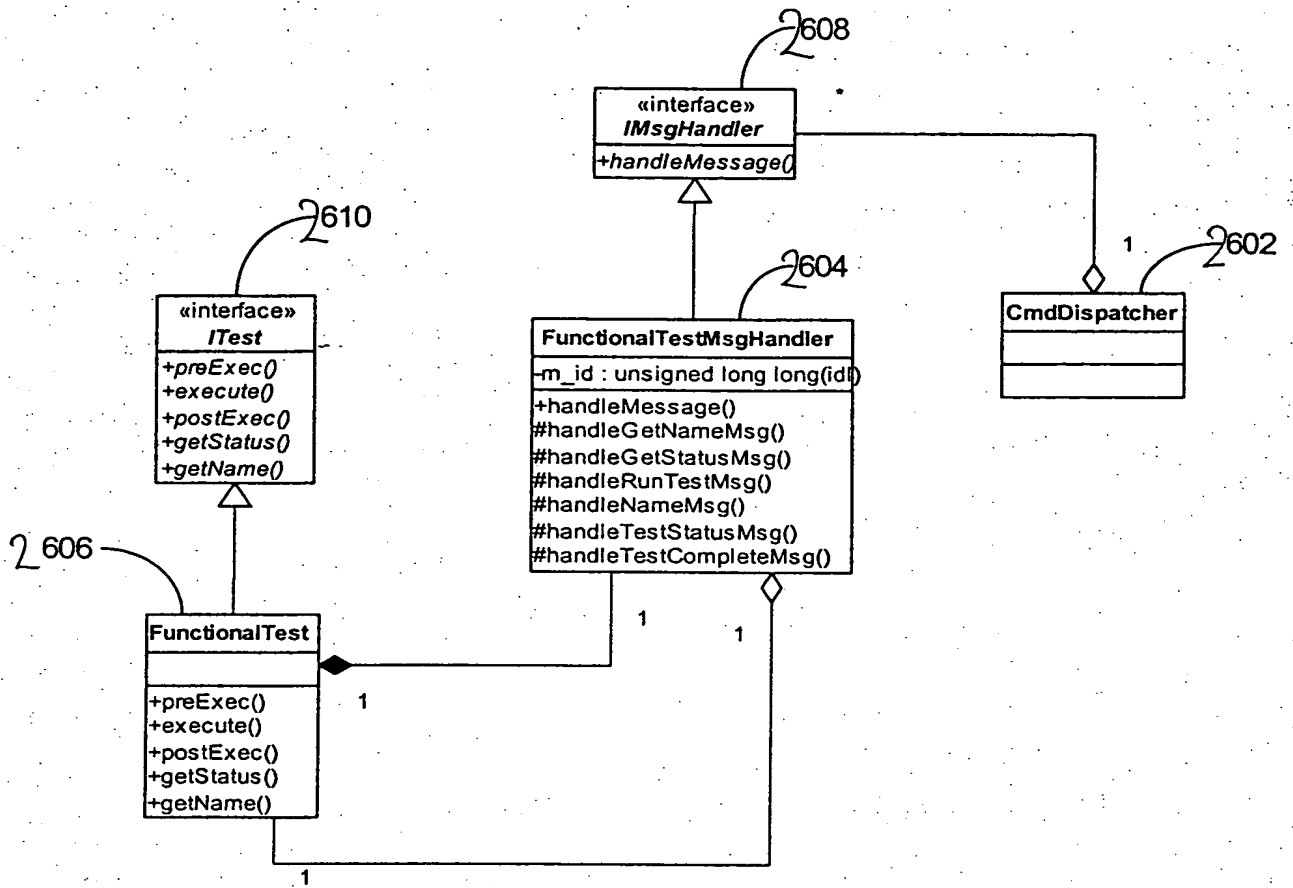 2608
«interface»
IMsgHandler
+handleMessage()
*
1
2602
CmdDispatcher
2610
«interface»
ITest
+preExec()
+execute()
+postExec()
+getStatus()
+getName()
2604
FunctionalTestMsgHandler
-m_id : unsigned long long(idl)
+handleMessage()
#handleGetNameMsg()
#handleGetStatusMsg()
#handleRunTestMsg()
#handleNameMsg()
#handleTestStatusMsg()
#handleTestCompleteMsg()
2606
FunctionalTest
+preExec()
+execute()
+postExec()
+getStatus()
+getName()
1
1
1
1